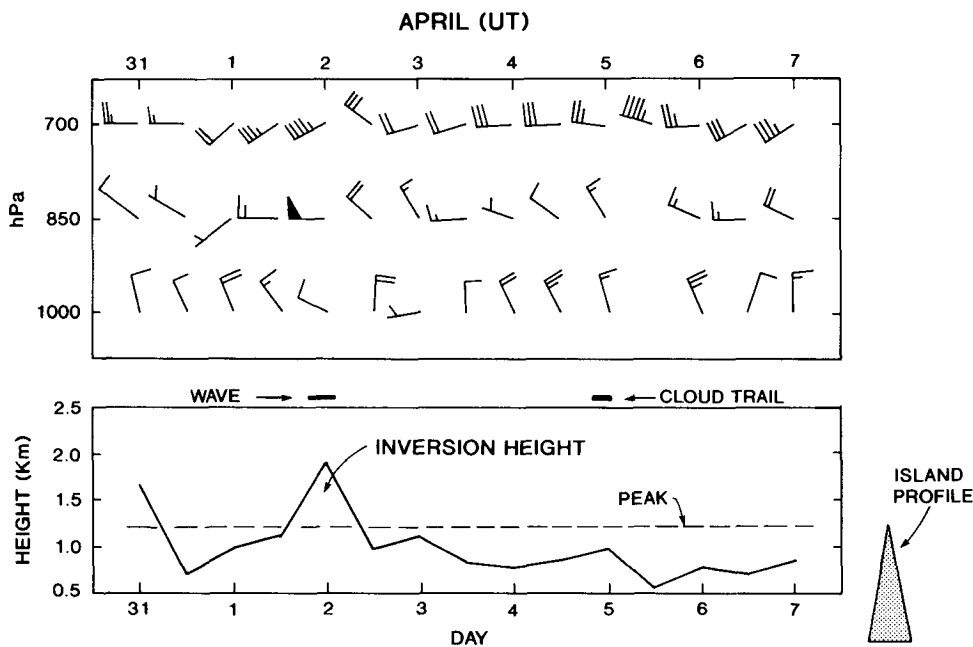 APRIL (UT)
31 1 2 3 4 5 6 7
hPa
700
850
1000
WAVE
CLOUD TRAIL
HEIGHT (Km)
2.5
2.0
1.5
1.0
0.5
INVERSION HEIGHT
PEAK
ISLAND
PROFILE
31 1 2 3 4 5 6 7
DAY